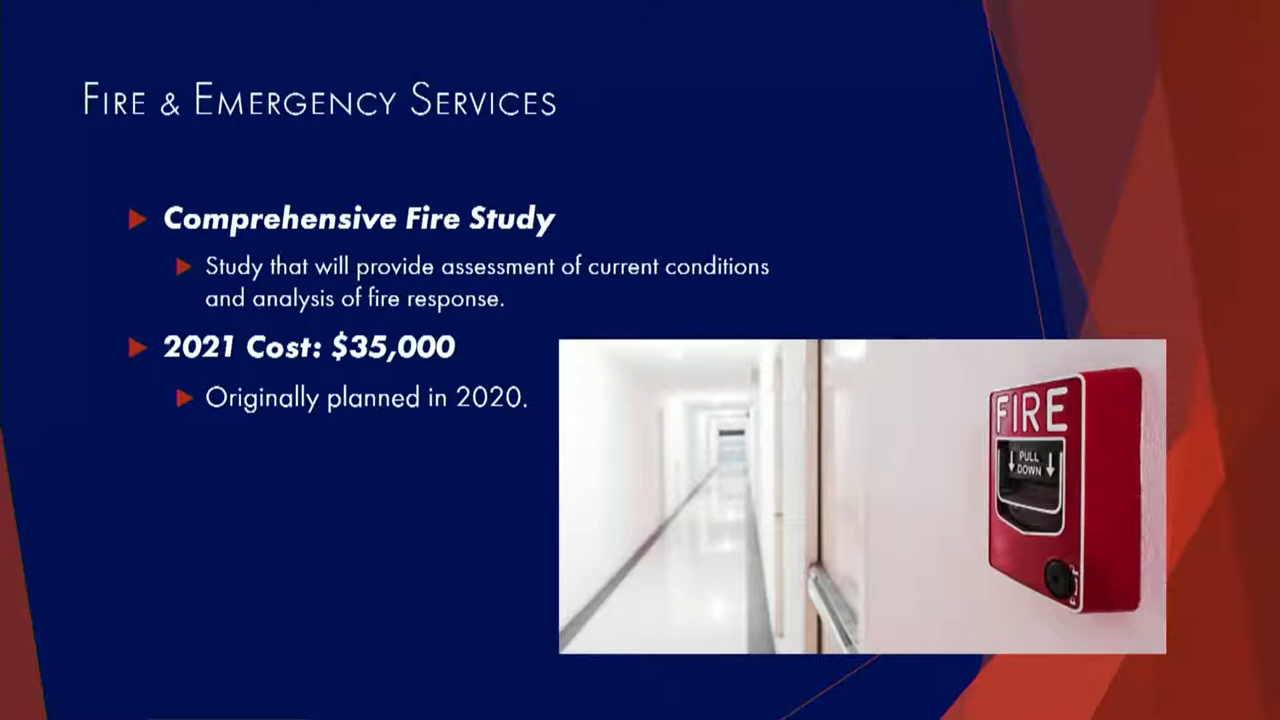 Fire & Emergency Services
Comprehensive Fire Study
Study that will provide assessment of current conditions
and analysis of fire response.
2021 Cost: $35,000
Originally planned in 2020.
FIRE
PULL
DOWN